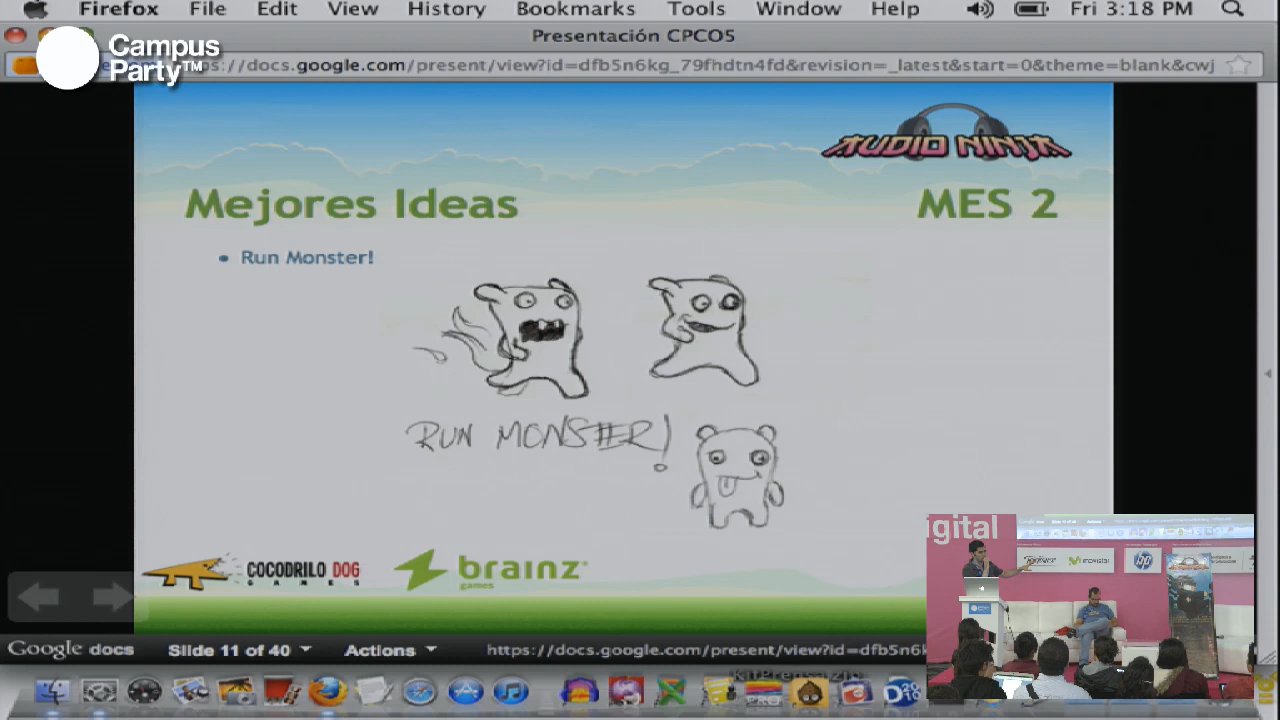 Firefox File Edit View History Bookmarks Tools Window Help Fri 3:18 PM
Presentación CPCO5
Campus
Party™
s://docs.google.com/present/view?id=dfb5n6kg_79fhdtn4fd&revision=_latest&start=0&theme=blank&cwj
AUDIO NINJA
Mejores Ideas
MES 2
• Run Monster!
RUN MONSTER!
COCODRILO DOG
GAMES
brainz
games
igital
movistar
hp
Google docs Slide 11 of 40 Actions https://docs.google.com/present/view?id=dfb5n6k